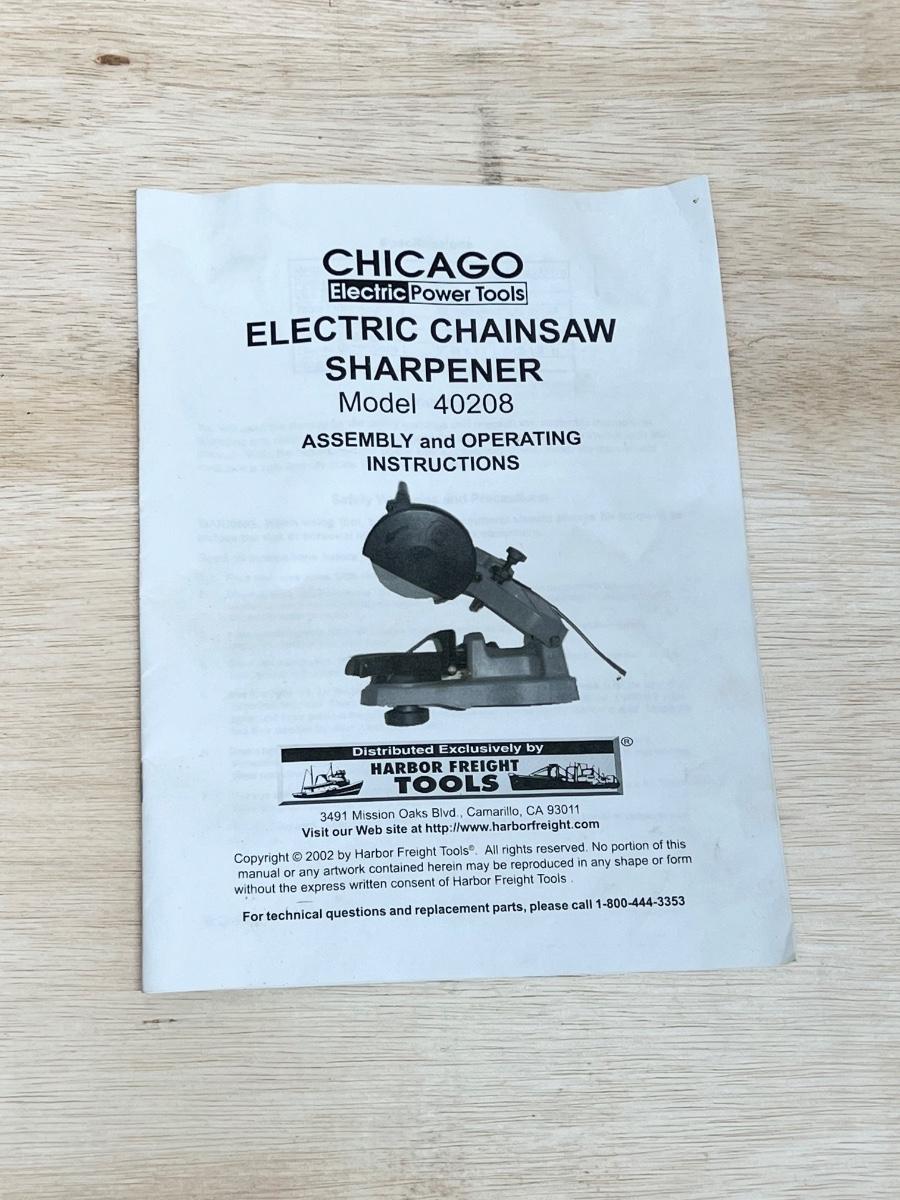 CHICAGO
Electric Power Tools
ELECTRIC CHAINSAW
SHARPENER
Model 40208
ASSEMBLY and OPERATING
INSTRUCTIONS
Distributed Exclusively by
HARBOR FREIGHT
TOOLS
®
3491 Mission Oaks Blvd., Camarillo, CA 93011
Visit our Web site at http://www.harborfreight.com
Copyright © 2002 by Harbor Freight Tools®. All rights reserved. No portion of this
manual or any artwork contained herein may be reproduced in any shape or form
without the express written consent of Harbor Freight Tools .
For technical questions and replacement parts, please call 1-800-444-3353